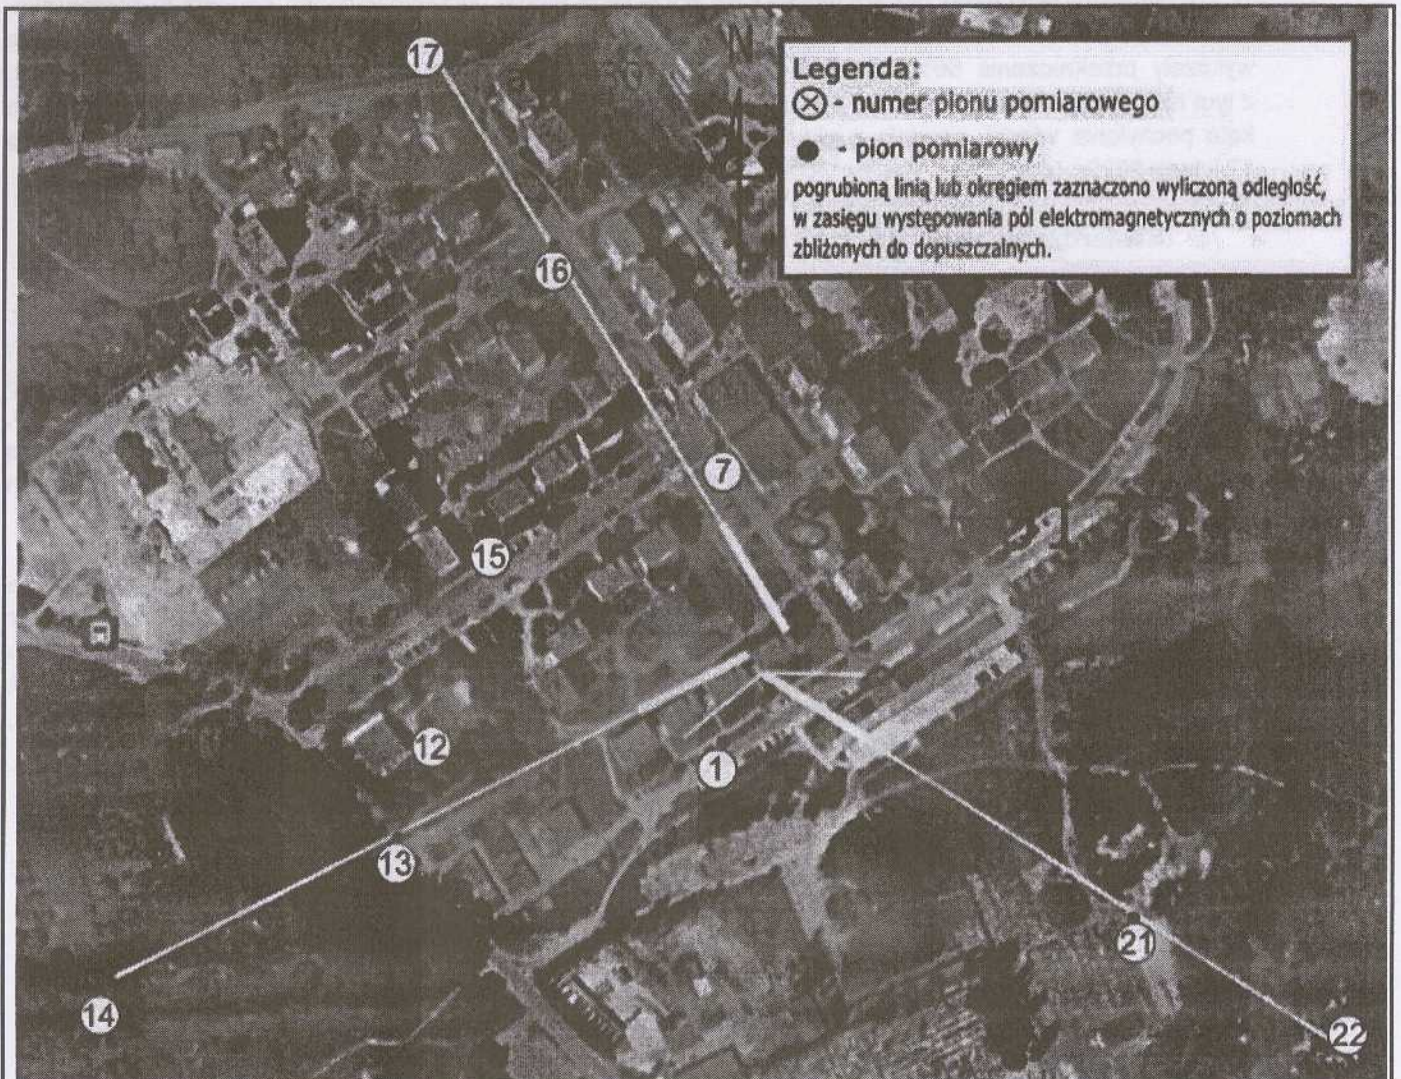 17
N
Legenda:
- numer pionu pomiarowego
- pion pomiarowy
pogrubioną linią lub okręgiem zaznaczono wyliczoną odległość,
w zasięgu występowania pól elektromagnetycznych o poziomach
zbliżonych do dopuszczalnych.
16
7
15
12
1
13
21
14
22